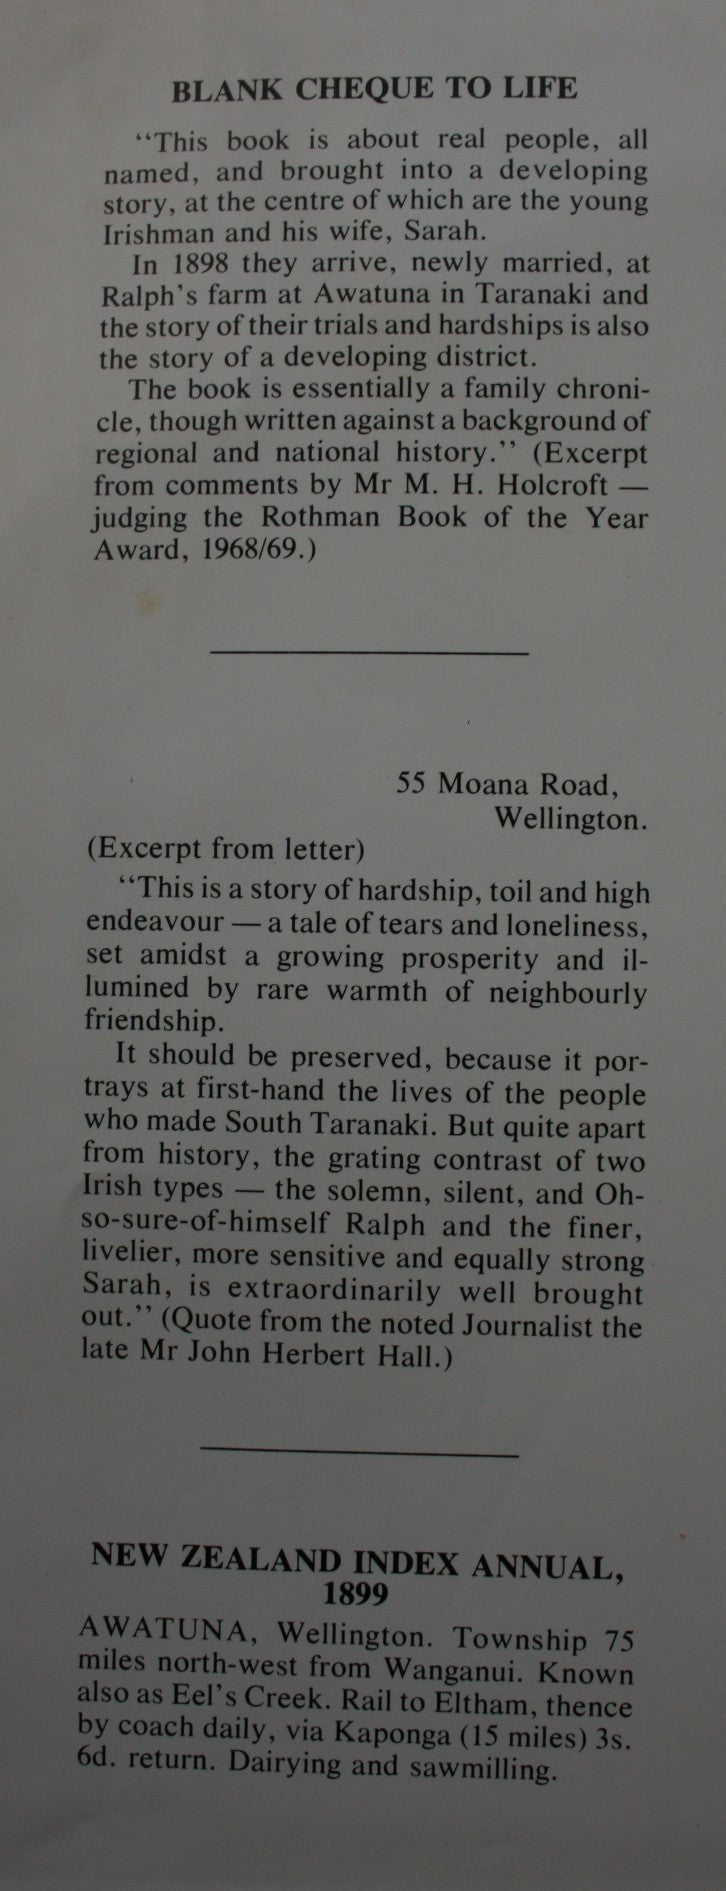 BLANK CHEQUE TO LIFE
“This book is about real people, all
named, and brought into a developing
story, at the centre of which are the young
Irishman and his wife, Sarah.
In 1898 they arrive, newly married, at
Ralph's farm at Awatuna in Taranaki and
the story of their trials and hardships is also
the story of a developing district.
The book is essentially a family chroni-
cle, though written against a background of
regional and national history.” (Excerpt
from comments by Mr M. H. Holcroft —
judging the Rothman Book of the Year
Award, 1968/69.)
55 Moana Road,
Wellington.
(Excerpt from letter)
“This is a story of hardship, toil and high
endeavour — a tale of tears and loneliness,
set amidst a growing prosperity and il-
lumined by rare warmth of neighbourly
friendship.
It should be preserved, because it por-
trays at first-hand the lives of the people
who made South Taranaki. But quite apart
from history, the grating contrast of two
Irish types — the solemn, silent, and Oh-
so-sure-of-himself Ralph and the finer,
livelier, more sensitive and equally strong
Sarah, is extraordinarily well brought
out.” (Quote from the noted Journalist the
late Mr John Herbert Hall.)
NEW ZEALAND INDEX ANNUAL,
1899
AWATUNA, Wellington. Township 75
miles north-west from Wanganui. Known
also as Eel's Creek. Rail to Eltham, thence
by coach daily, via Kaponga (15 miles) 3s.
6d. return. Dairying and sawmilling.